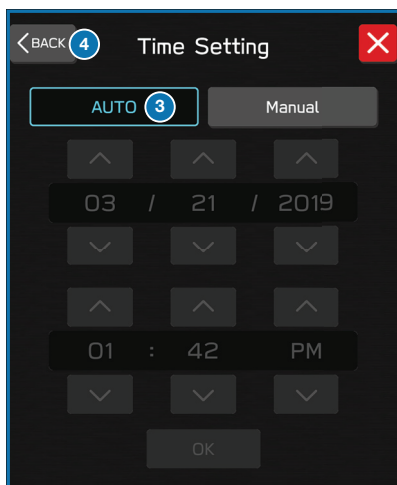 BACK 4 Time Setting
AUTO 3 Manual
03 / 21 / 2019
01 : 42 PM
OK